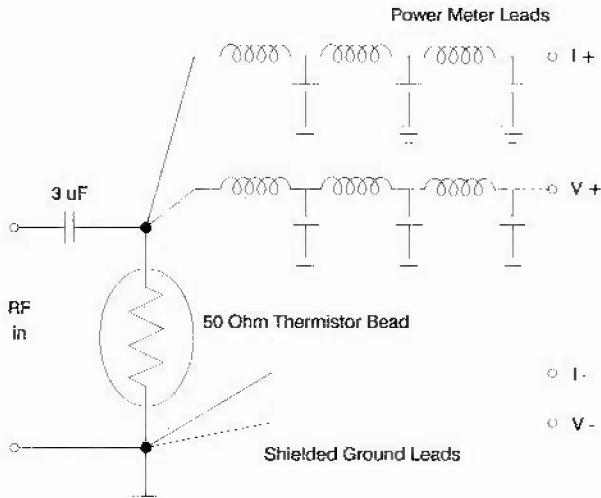 Power Meter Leads
I +
V +
3 uF
RF
in
50 Ohm Thermistor Bead
I -
V -
Shielded Ground Leads